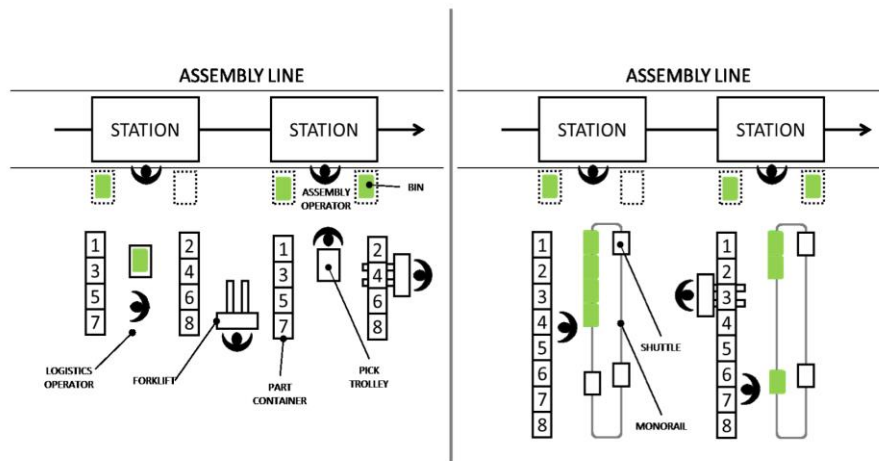 ASSEMBLY LINE
STATION
STATION
ASSEMBLY
OPERATOR
BIN
1
3
5
7
2
4
6
8
1
3
5
7
2
4
6
8
LOGISTICS
OPERATOR
FORKLIFT
PART
CONTAINER
PICK
TROLLEY
ASSEMBLY LINE
STATION
STATION
1
2
3
4
5
6
7
8
1
2
3
4
5
6
7
8
SHUTTLE
MONORAIL